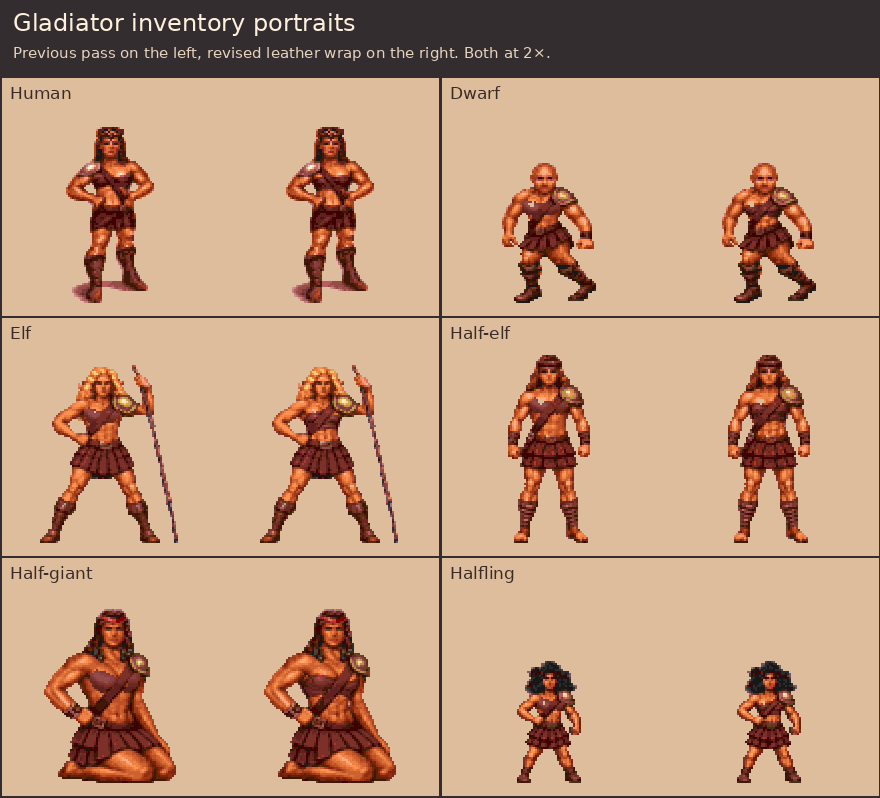 Gladiator inventory portraits
Previous pass on the left, revised leather wrap on the right. Both at 2×.
Human
Dwarf
Elf
Half-elf
Half-giant
Halfling